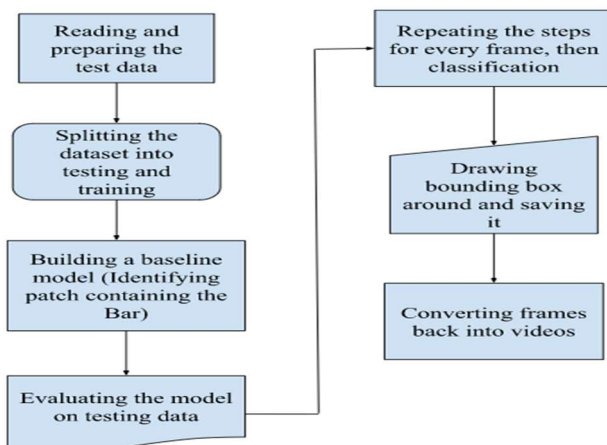 Reading and
preparing the
test data
Splitting the
dataset into
testing and
training
Building a baseline
model (Identifying
patch containing the
Bar)
Evaluating the model
on testing data
Repeating the steps
for every frame, then
classification
Drawing
bounding box
around and saving
it
Converting frames
back into videos